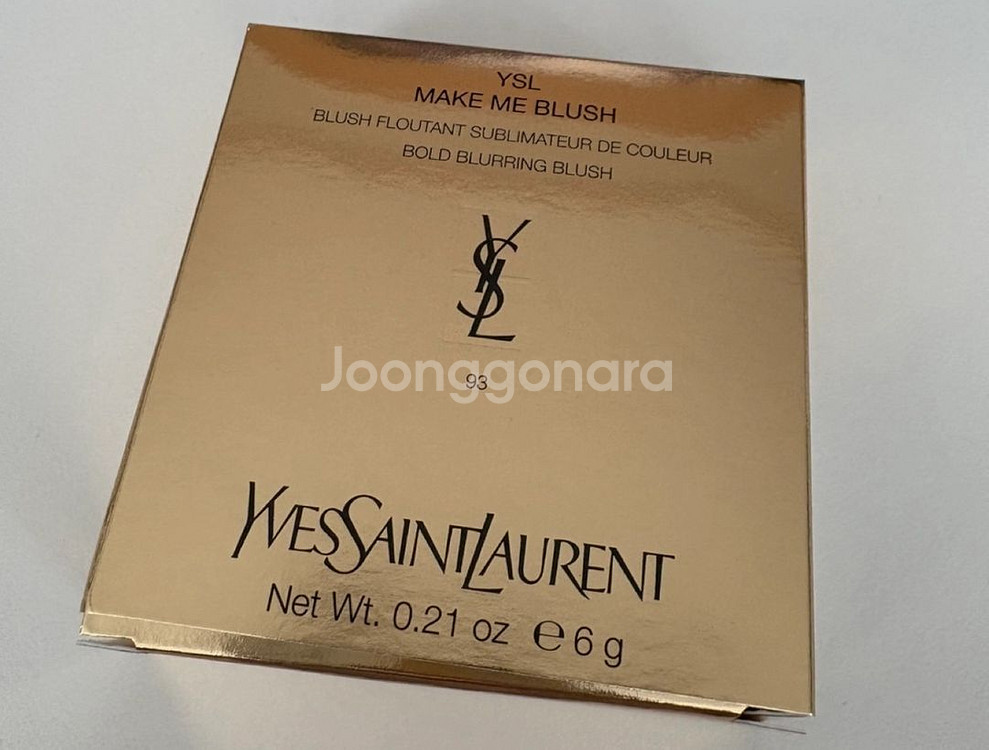 YSL
MAKE ME BLUSH
BLUSH FLOUTANT SUBLIMATEUR DE COULEUR
BOLD BLURRING BLUSH
YSL
Joonggonara
93
YVESSAINTLAURENT
Net Wt. 0.21 oz ℮ 6 g